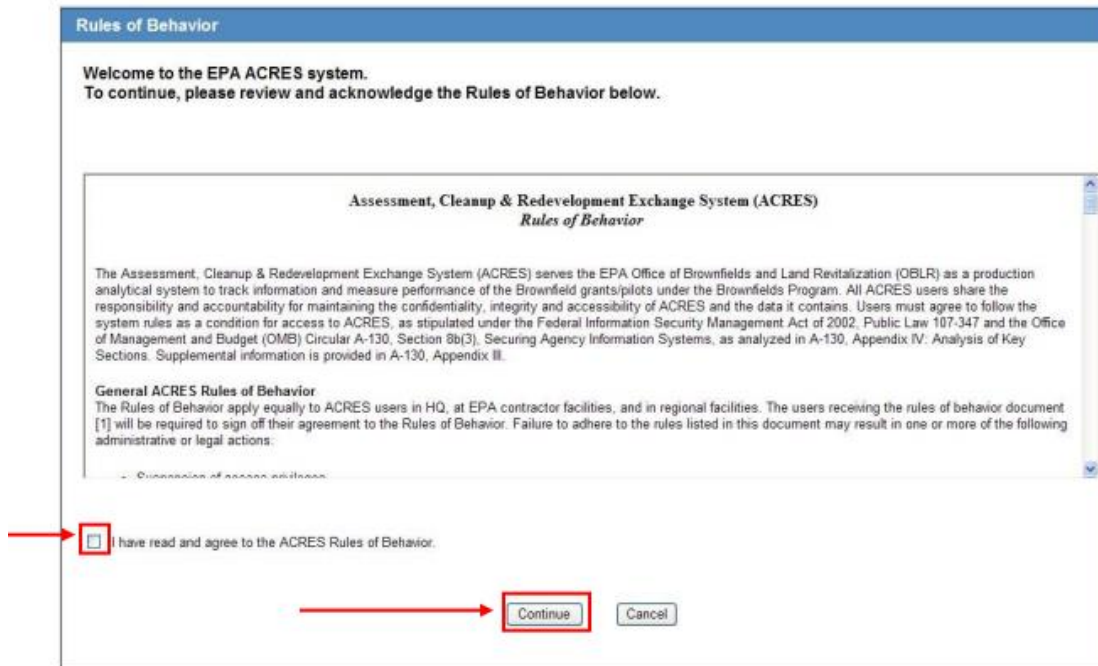 Rules of Behavior
Welcome to the EPA ACRES system.
To continue, please review and acknowledge the Rules of Behavior below.
Assessment, Cleanup & Redevelopment Exchange System (ACRES)
Rules of Behavior
The Assessment, Cleanup & Redevelopment Exchange System (ACRES) serves the EPA Office of Brownfields and Land Revitalization (OBLR) as a production
analytical system to track information and measure performance of the Brownfield grants/pilots under the Brownfields Program. All ACRES users share the
responsibility and accountability for maintaining the confidentiality, integrity and accessibility of ACRES and the data it contains. Users must agree to follow the
system rules as a condition for access to ACRES, as stipulated under the Federal Information Security Management Act of 2002, Public Law 107-347 and the Office
of Management and Budget (OMB) Circular A-130, Section 8b(3), Securing Agency Information Systems, as analyzed in A-130, Appendix IV: Analysis of Key
Sections. Supplemental information is provided in A-130, Appendix III.
General ACRES Rules of Behavior
The Rules of Behavior apply equally to ACRES users in HQ, at EPA contractor facilities, and in regional facilities. The users receiving the rules of behavior document
[1] will be required to sign off their agreement to the Rules of Behavior. Failure to adhere to the rules listed in this document may result in one or more of the following
administrative or legal actions:
• Suspension of access privileges
I have read and agree to the ACRES Rules of Behavior.
Continue Cancel